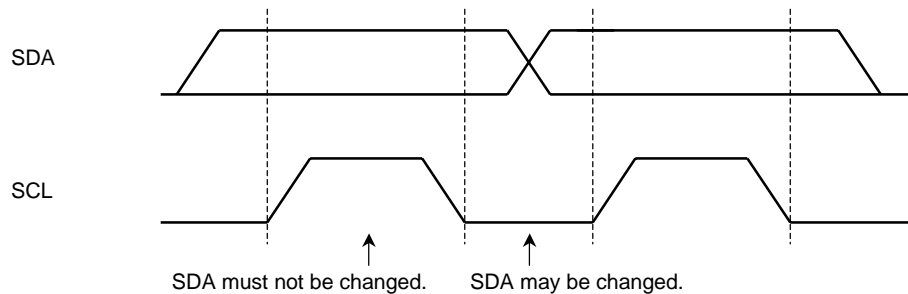 SDA
SCL
SDA must not be changed.
SDA may be changed.